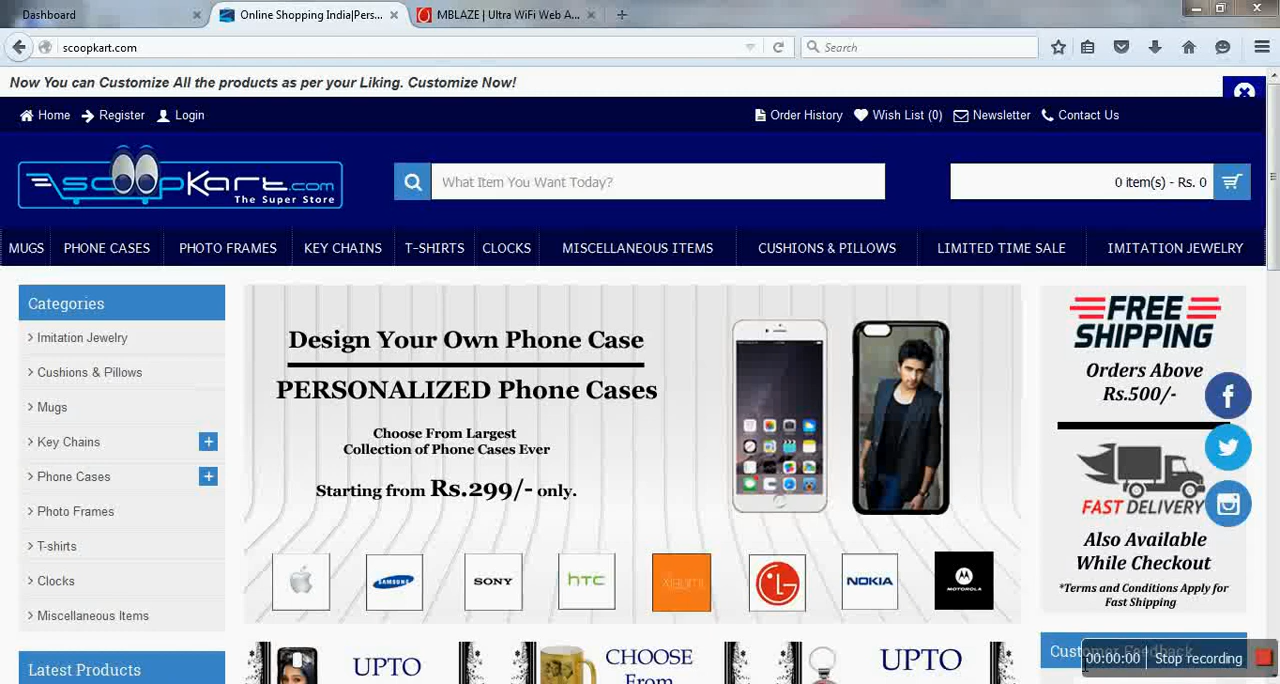 Dashboard
Online Shopping India|Pers...
MBLAZE | Ultra WiFi Web A...
scoopkart.com
Search
Now You can Customize All the products as per your Liking. Customize Now!
Home
Register
Login
Order History
Wish List (0)
Newsletter
Contact Us
scoopKart.com
The Super Store
What Item You Want Today?
0 item(s) - Rs. 0
MUGS
PHONE CASES
PHOTO FRAMES
KEY CHAINS
T-SHIRTS
CLOCKS
MISCELLANEOUS ITEMS
CUSHIONS & PILLOWS
LIMITED TIME SALE
IMITATION JEWELRY
Categories
Imitation Jewelry
Cushions & Pillows
Mugs
Key Chains
Phone Cases
Photo Frames
T-shirts
Clocks
Miscellaneous Items
Latest Products
Design Your Own Phone Case
PERSONALIZED Phone Cases
Choose From Largest
Collection of Phone Cases Ever
Starting from Rs.299/- only.
SAMSUNG
SONY
hTC
XIAOMI
LG
NOKIA
MOTOROLA
UPTO
CHOOSE
From
UPTO
FREE
SHIPPING
Orders Above
Rs.500/-
FAST DELIVERY
Also Available
While Checkout
*Terms and Conditions Apply for
Fast Shipping
Customer Feedback
00:00:00
Stop recording